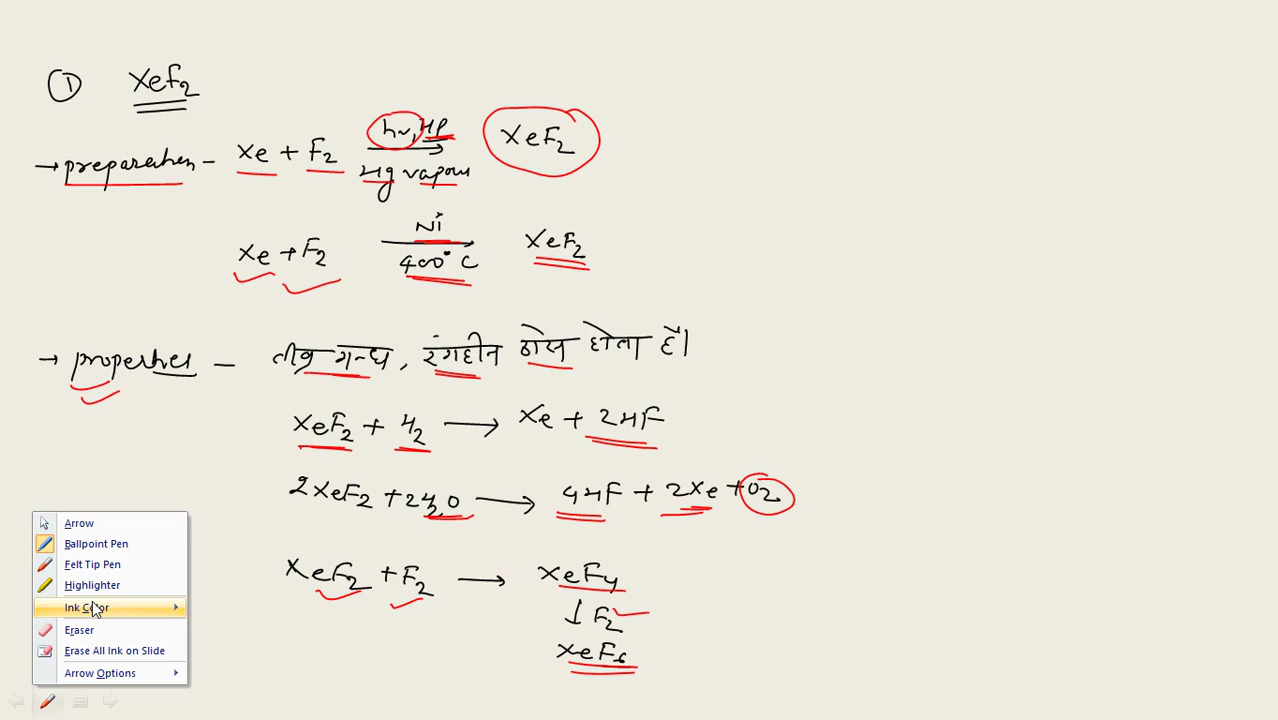 ① XeF2
hν, HP
→ preparation - Xe + F2 → XeF2
Hg vapour
Ni
Xe + F2 → XeF2
400° C
→ properties - तीव्र गन्ध, रंगहीन ठोस होता है।
XeF2 + H2 → Xe + 2HF
2XeF2 + 2H2O → 4HF + 2Xe + O2
XeF2 + F2 → XeF4
↓ F2
XeF6
Arrow
Ballpoint Pen
Felt Tip Pen
Highlighter
Ink Color
Eraser
Erase All Ink on Slide
Arrow Options